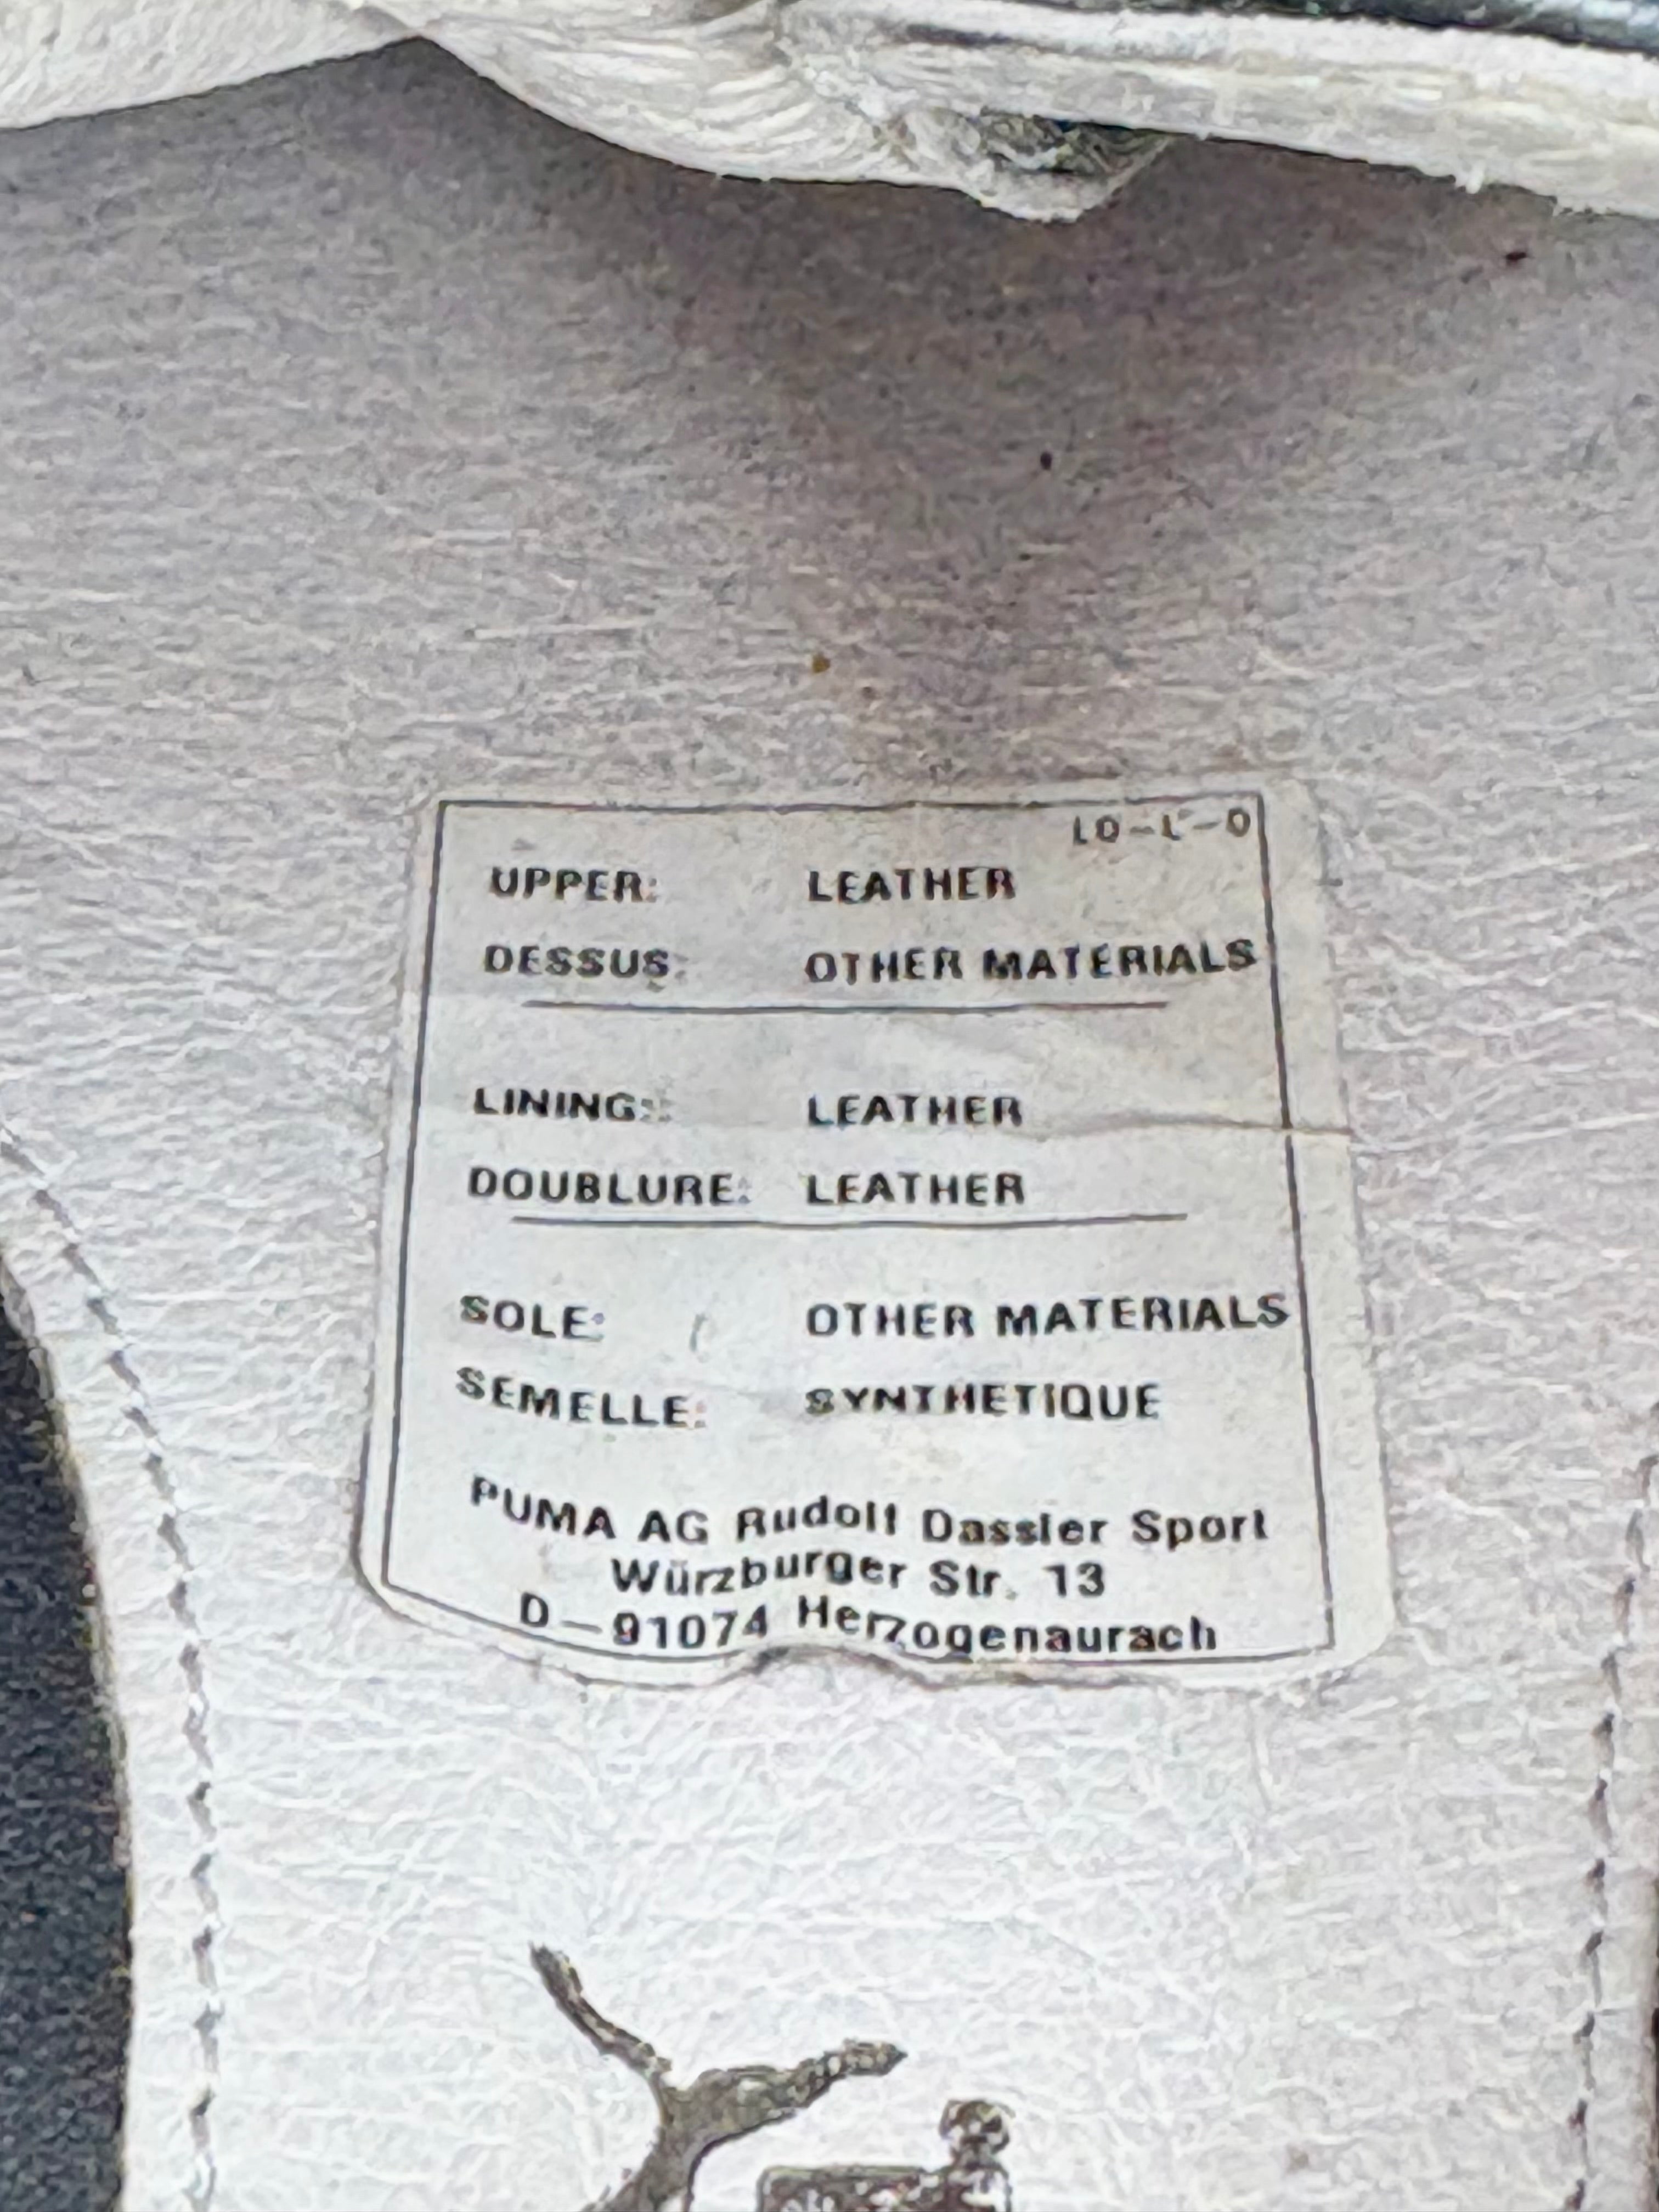 LO-L-O
UPPER: LEATHER
DESSUS: OTHER MATERIALS
LINING: LEATHER
DOUBLURE: LEATHER
SOLE: OTHER MATERIALS
SEMELLE: SYNTHETIQUE
PUMA AG Rudolf Dassler Sport
Würzburger Str. 13
D-91074 Herzogenaurach